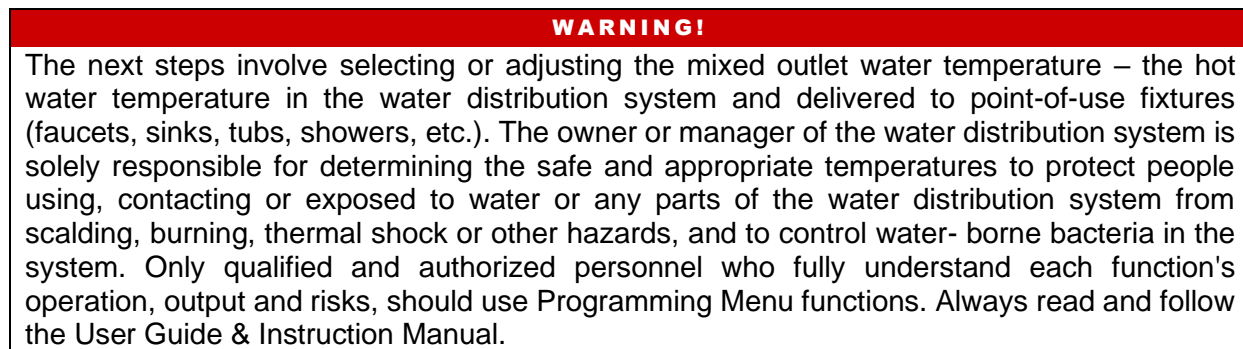 WARNING!
The next steps involve selecting or adjusting the mixed outlet water temperature – the hot
water temperature in the water distribution system and delivered to point-of-use fixtures
(faucets, sinks, tubs, showers, etc.). The owner or manager of the water distribution system is
solely responsible for determining the safe and appropriate temperatures to protect people
using, contacting or exposed to water or any parts of the water distribution system from
scalding, burning, thermal shock or other hazards, and to control water- borne bacteria in the
system. Only qualified and authorized personnel who fully understand each function's
operation, output and risks, should use Programming Menu functions. Always read and follow
the User Guide & Instruction Manual.